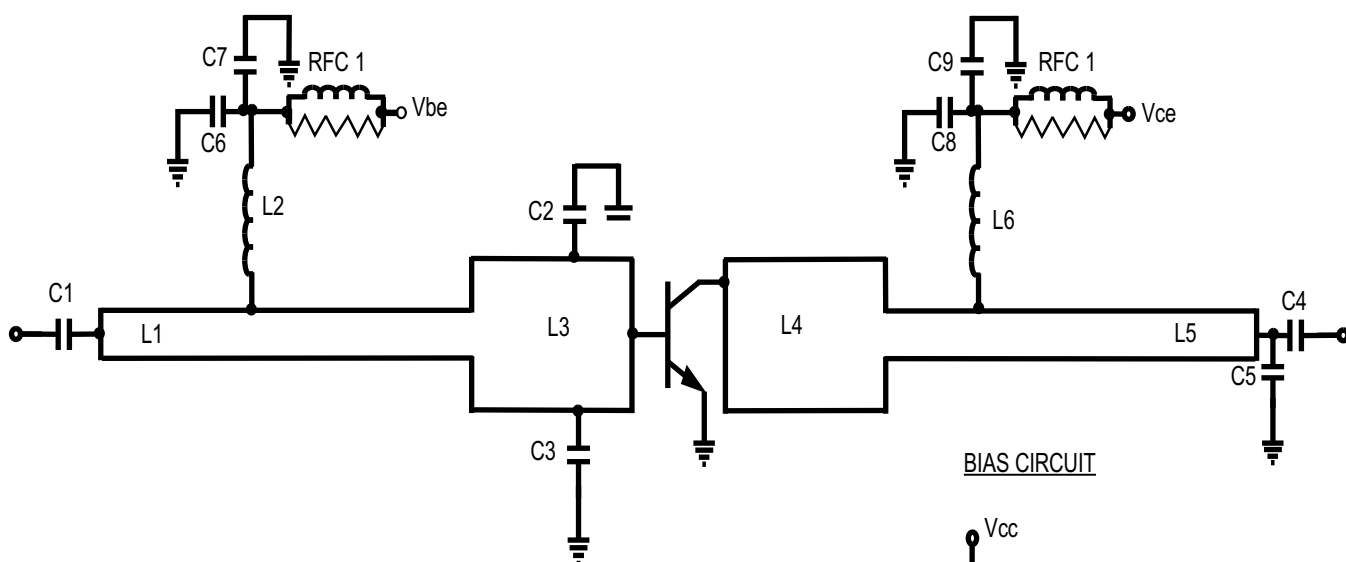 C7
RFC 1
C9
RFC 1
Vbe
Vce
C6
C8
L2
C2
L6
C1
L1
L3
L4
L5
C4
C5
C3
BIAS CIRCUIT
Vcc